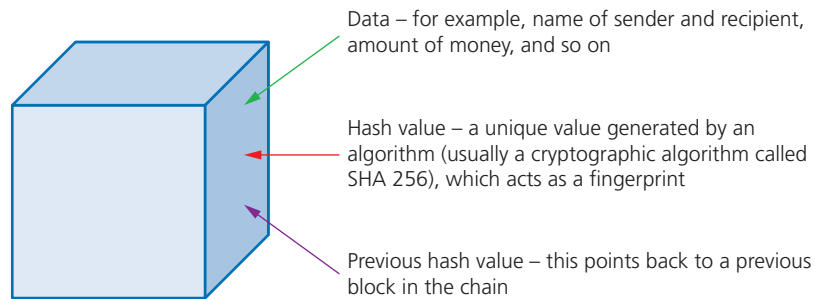 Data – for example, name of sender and recipient,
amount of money, and so on
Hash value – a unique value generated by an
algorithm (usually a cryptographic algorithm called
SHA 256), which acts as a fingerprint
Previous hash value – this points back to a previous
block in the chain